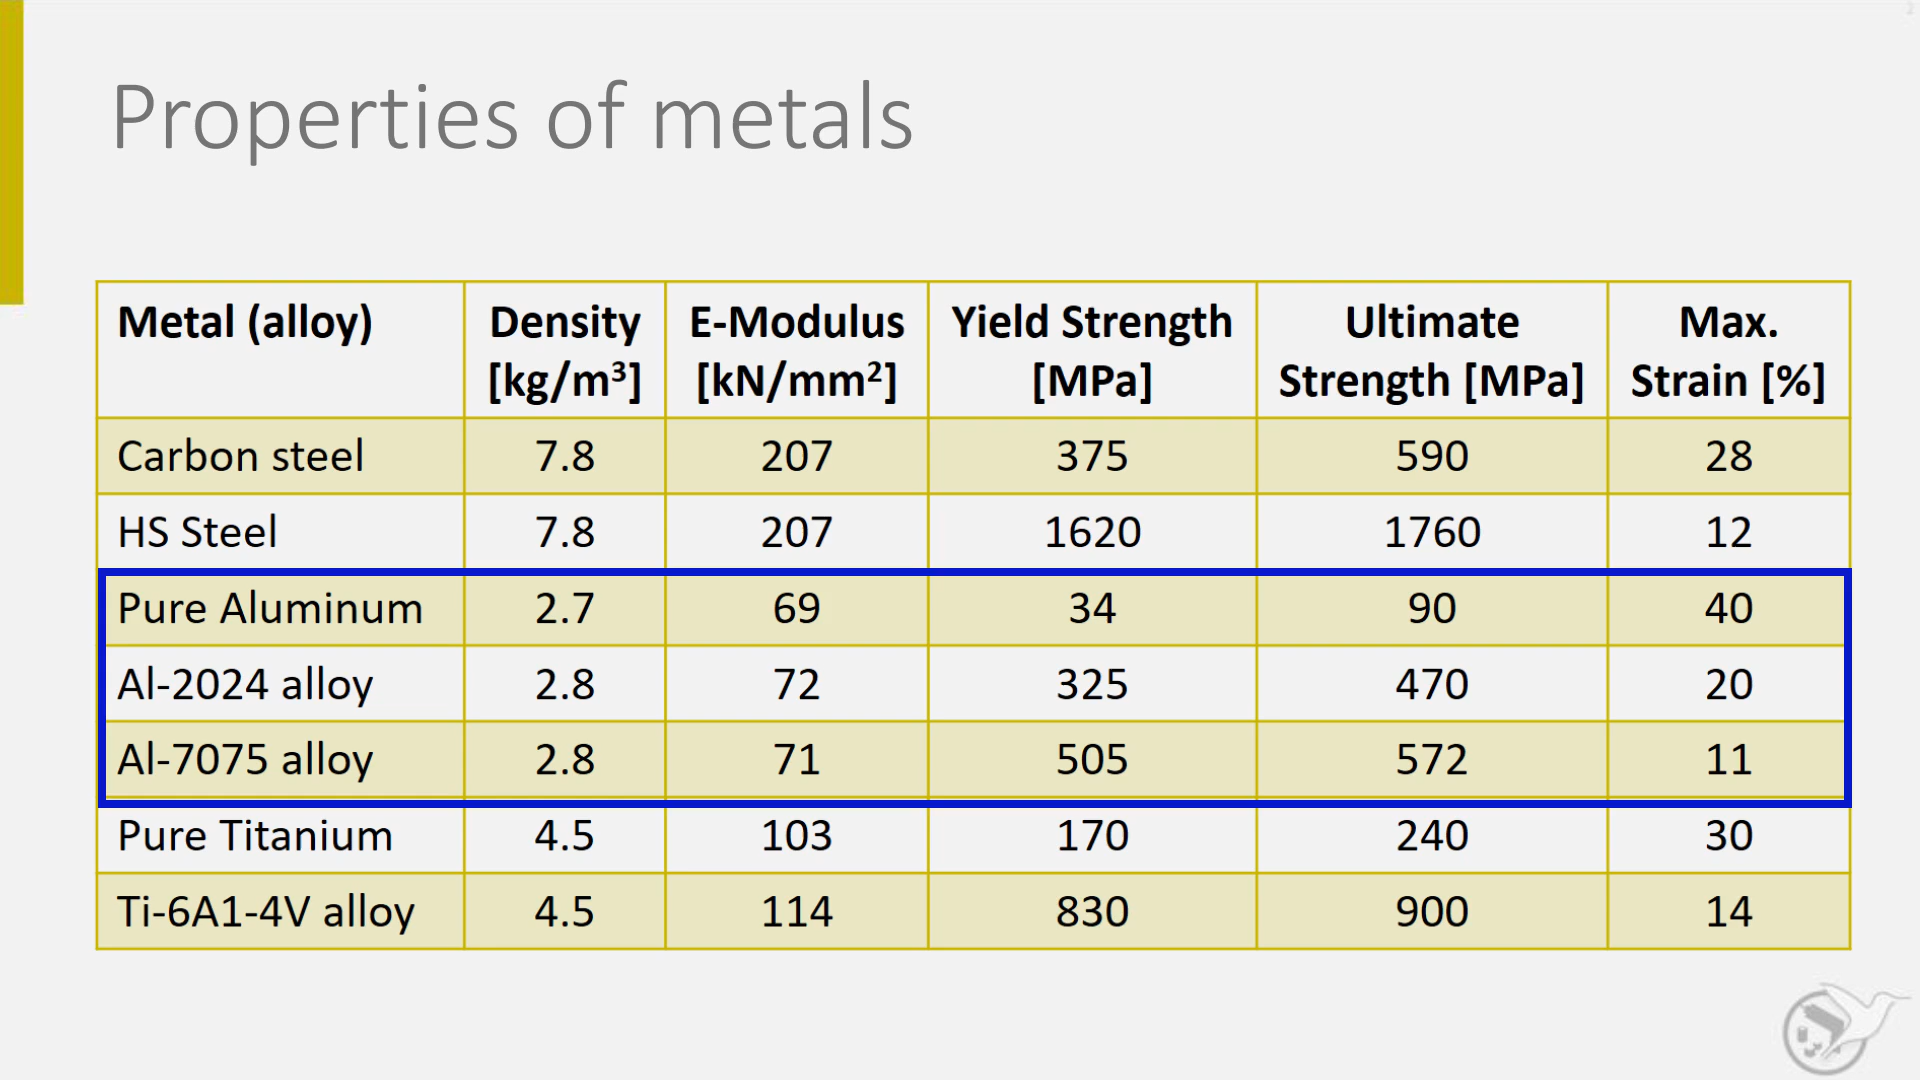 2
Properties of metals
Metal (alloy) Density [kg/m³] E-Modulus [kN/mm²] Yield Strength [MPa] Ultimate Strength [MPa] Max. Strain [%]
Carbon steel 7.8 207 375 590 28
HS Steel 7.8 207 1620 1760 12
Pure Aluminum 2.7 69 34 90 40
Al-2024 alloy 2.8 72 325 470 20
Al-7075 alloy 2.8 71 505 572 11
Pure Titanium 4.5 103 170 240 30
Ti-6A1-4V alloy 4.5 114 830 900 14